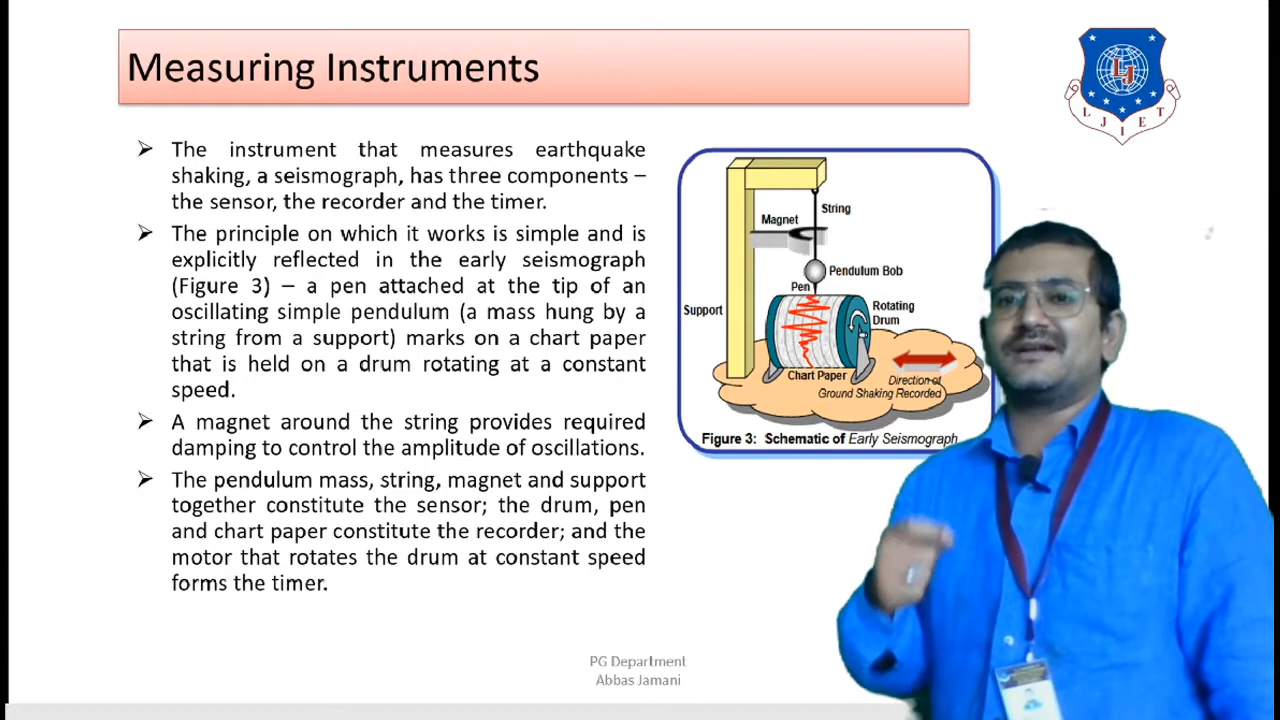 Measuring Instruments
L J I E T
LJ
➢ The instrument that measures earthquake
shaking, a seismograph, has three components –
the sensor, the recorder and the timer.
➢ The principle on which it works is simple and is
explicitly reflected in the early seismograph
(Figure 3) – a pen attached at the tip of an
oscillating simple pendulum (a mass hung by a
string from a support) marks on a chart paper
that is held on a drum rotating at a constant
speed.
➢ A magnet around the string provides required
damping to control the amplitude of oscillations.
➢ The pendulum mass, string, magnet and support
together constitute the sensor; the drum, pen
and chart paper constitute the recorder; and the
motor that rotates the drum at constant speed
forms the timer.
String
Magnet
Pendulum Bob
Pen
Support
Rotating
Drum
Chart Paper
Direction of
Ground Shaking Recorded
Figure 3: Schematic of Early Seismograph
PG Department
Abbas Jamani